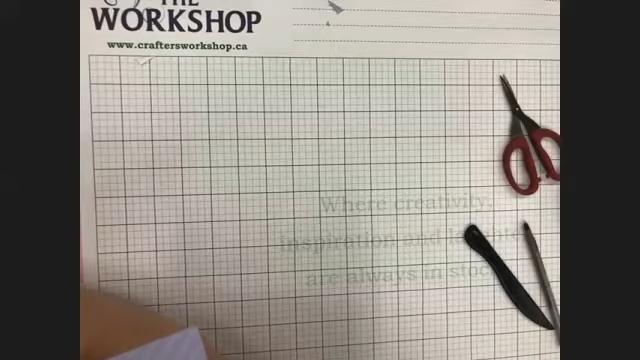 THE
WORKSHOP
www.craftersworkshop.ca
Where creativity,
inspiration and
are always in stock